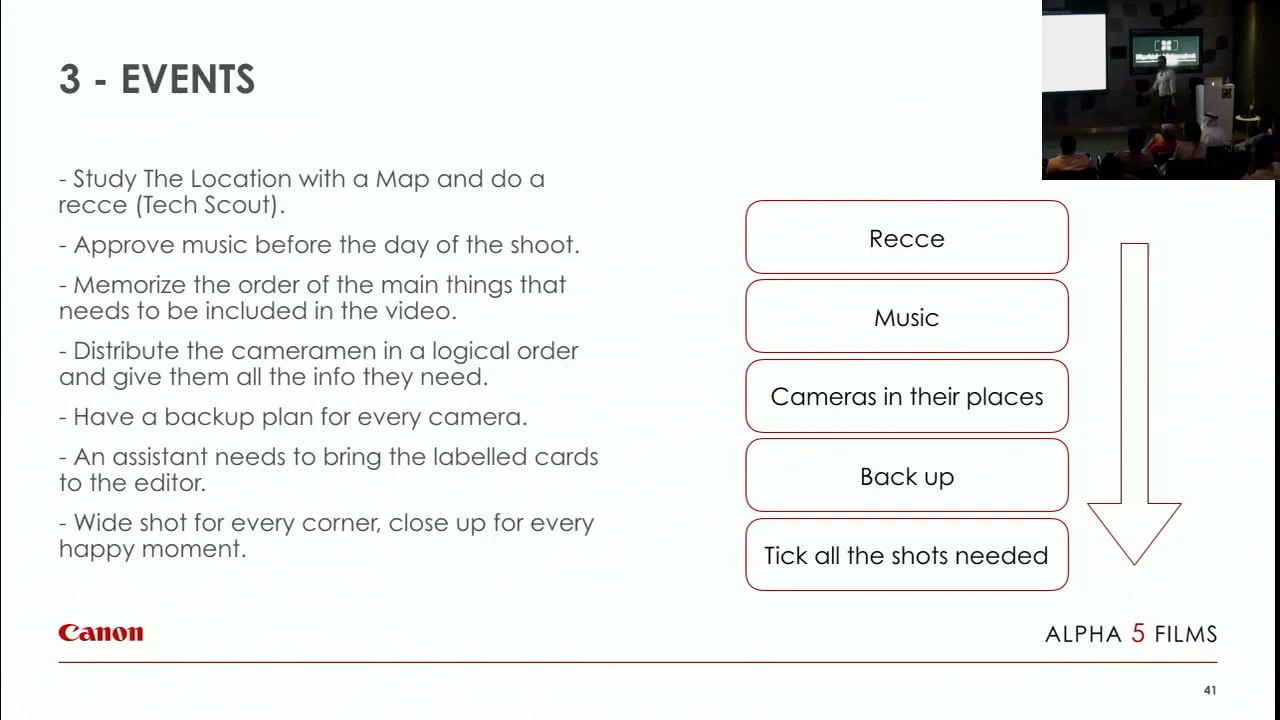 3 - EVENTS
- Study The Location with a Map and do a
recce (Tech Scout).
- Approve music before the day of the shoot.
- Memorize the order of the main things that
needs to be included in the video.
- Distribute the cameramen in a logical order
and give them all the info they need.
- Have a backup plan for every camera.
- An assistant needs to bring the labelled cards
to the editor.
- Wide shot for every corner, close up for every
happy moment.
Recce
Music
Cameras in their places
Back up
Tick all the shots needed
Canon
ALPHA 5 FILMS
41